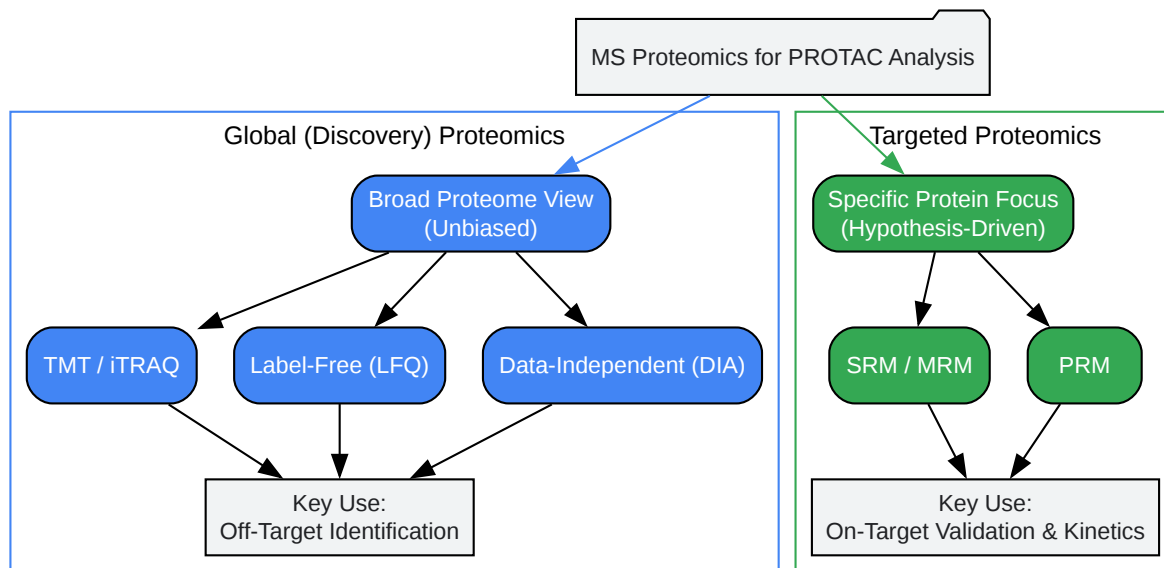 MS Proteomics for PROTAC Analysis
Global (Discovery) Proteomics
Targeted Proteomics
Broad Proteome View
(Unbiased)
Specific Protein Focus
(Hypothesis-Driven)
TMT / iTRAQ
Label-Free (LFQ)
Data-Independent (DIA)
SRM / MRM
PRM
Key Use:
Off-Target Identification
Key Use:
On-Target Validation & Kinetics